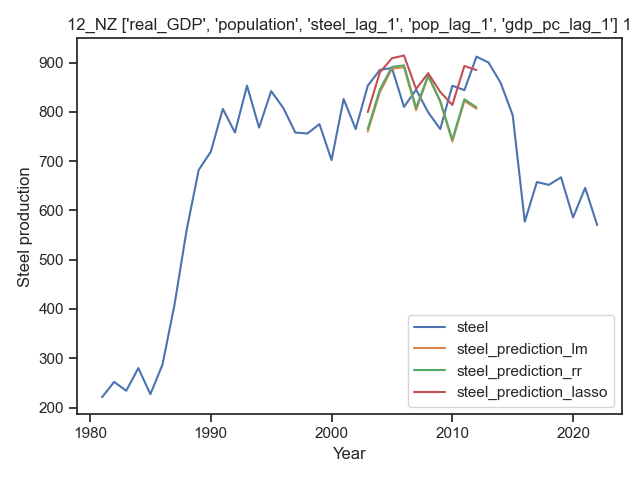 12_NZ ['real_GDP', 'population', 'steel_lag_1', 'pop_lag_1', 'gdp_pc_lag_1'] 1
900
800
700
600
500
400
300
200
Steel production
1980
1990
2000
2010
2020
Year
steel
steel_prediction_lm
steel_prediction_rr
steel_prediction_lasso